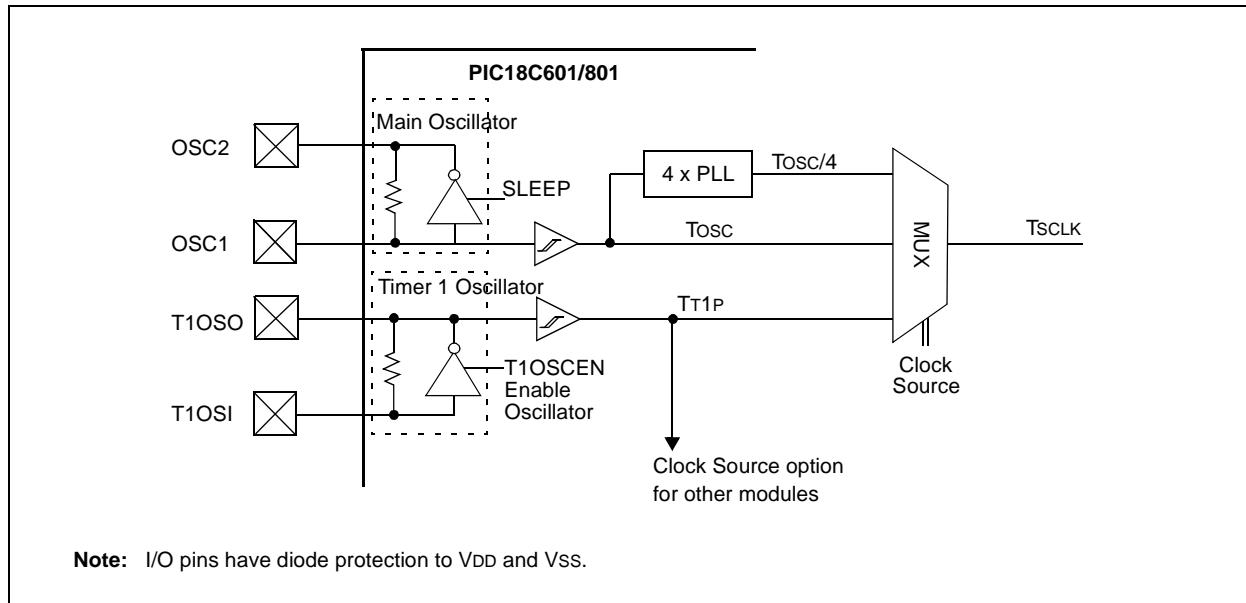 PIC18C601/801
Main Oscillator
OSC2
SLEEP
4 x PLL
TOSC/4
OSC1
TOSC
MUX
TSCLK
Timer 1 Oscillator
T1OSO
TT1P
Clock
Source
T1OSCEN
Enable
Oscillator
T1OSI
Clock Source option
for other modules
Note: I/O pins have diode protection to VDD and VSS.